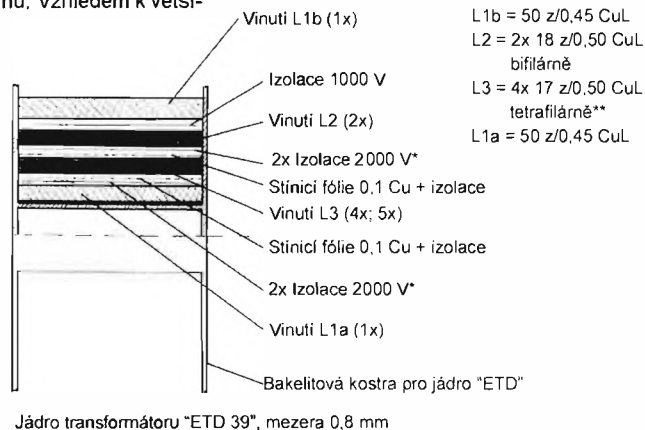 nu, Vzhledem k větší-
Vinutí L1b (1x)
Izolace 1000 V
Vinutí L2 (2x)
2x Izolace 2000 V*
Stínicí fólie 0,1 Cu + izolace
Vinutí L3 (4x; 5x)
Stínicí fólie 0,1 Cu + izolace
2x Izolace 2000 V*
Vinutí L1a (1x)
Bakelitová kostra pro jádro "ETD"
L1b = 50 z/0,45 CuL
L2 = 2x 18 z/0,50 CuL
bifilárně
L3 = 4x 17 z/0,50 CuL
tetrafilárně**
L1a = 50 z/0,45 CuL
Jádro transformátoru "ETD 39", mezera 0,8 mm